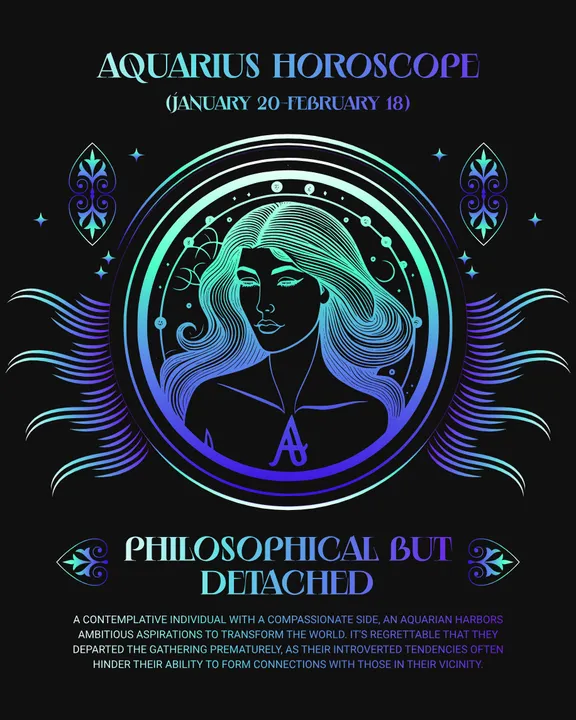 AQUARIUS HOROSCOPE
(JANUARY 20-FEBRUARY 18)
PHILOSOPHICAL BUT
DETACHED
A CONTEMPLATIVE INDIVIDUAL WITH A COMPASSIONATE SIDE, AN AQUARIAN HARBORS
AMBITIOUS ASPIRATIONS TO TRANSFORM THE WORLD. IT'S REGRETTABLE THAT THEY
DEPARTED THE GATHERING PREMATURELY, AS THEIR INTROVERTED TENDENCIES OFTEN
HINDER THEIR ABILITY TO FORM CONNECTIONS WITH THOSE IN THEIR VICINITY.